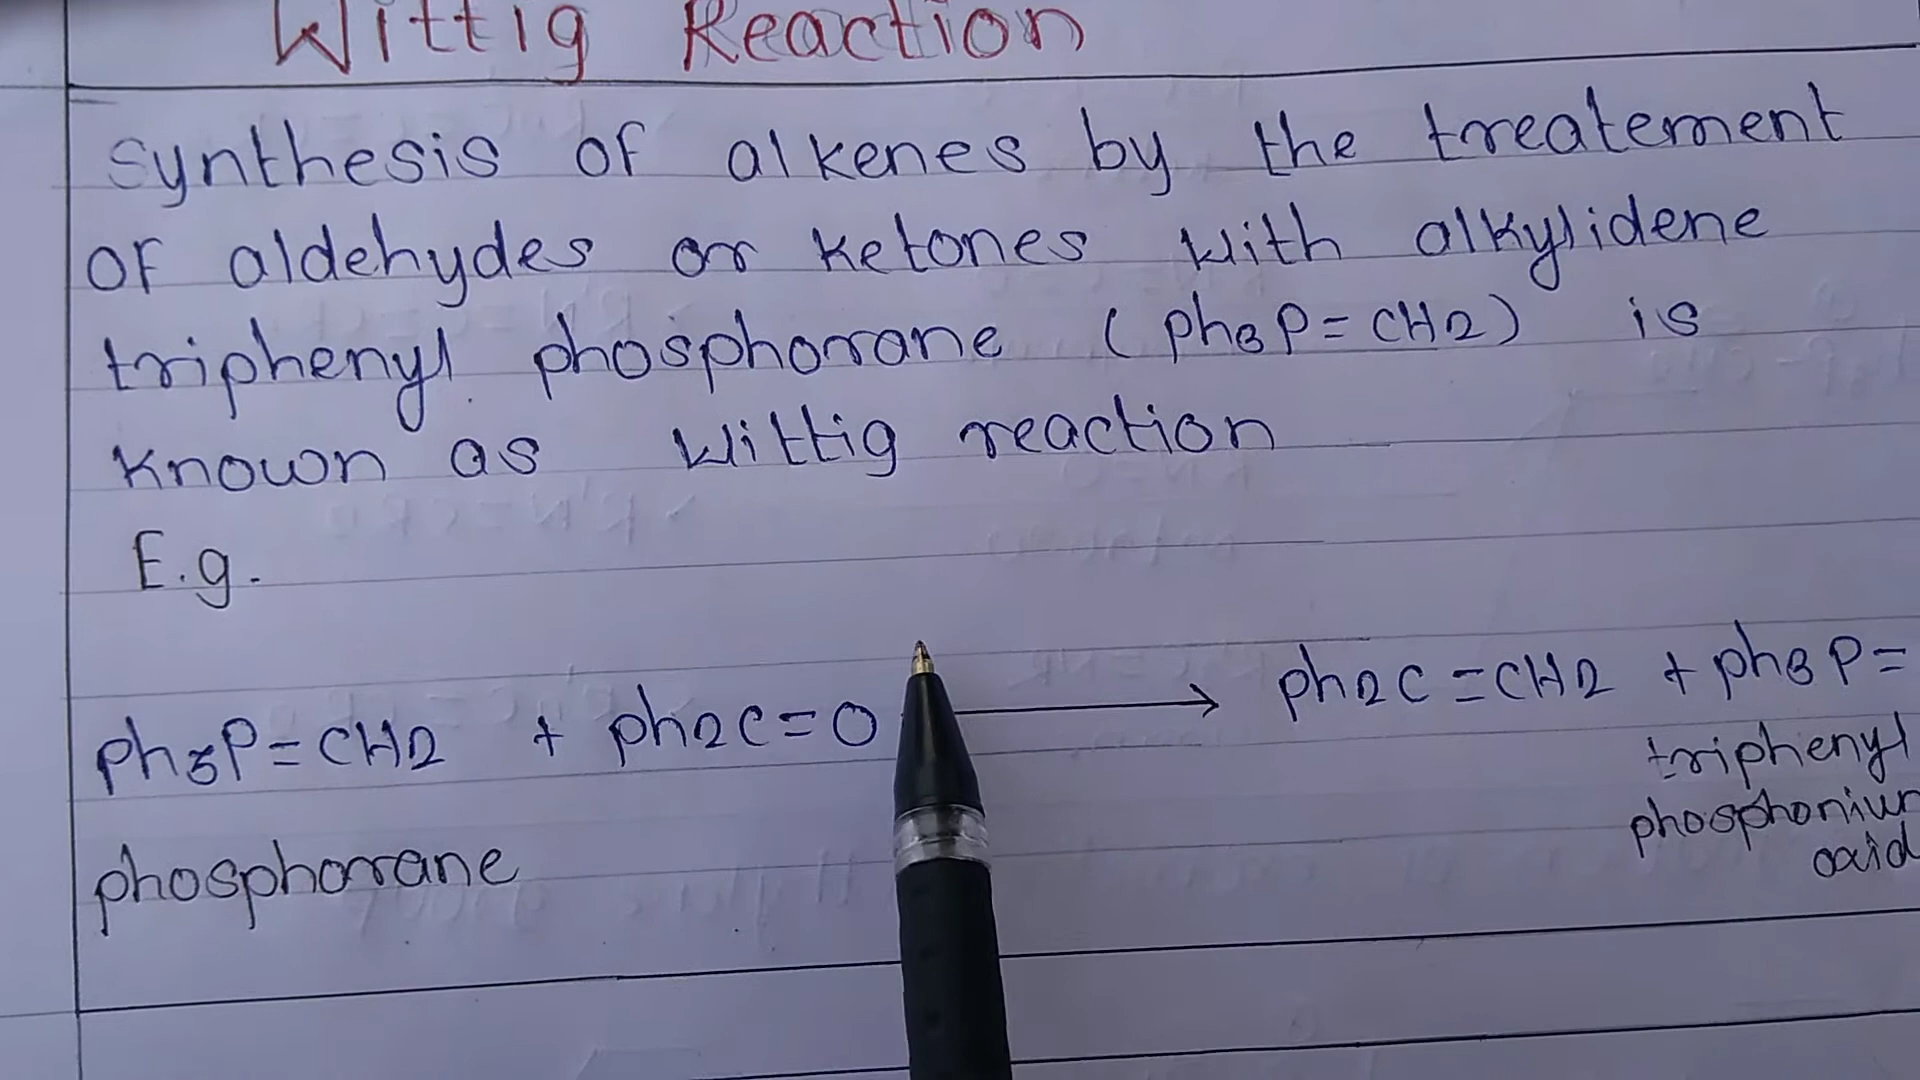 Wittig Reaction
synthesis of alkenes by the treatement
of aldehydes or ketones with alkylidene
triphenyl phosphorane (ph3P=CH2) is
known as Wittig reaction
E.g.
ph3P=CH2 + ph2C=O → ph2C=CH2 + ph3P=
triphenyl
phosphorane
phosphonium
oxid